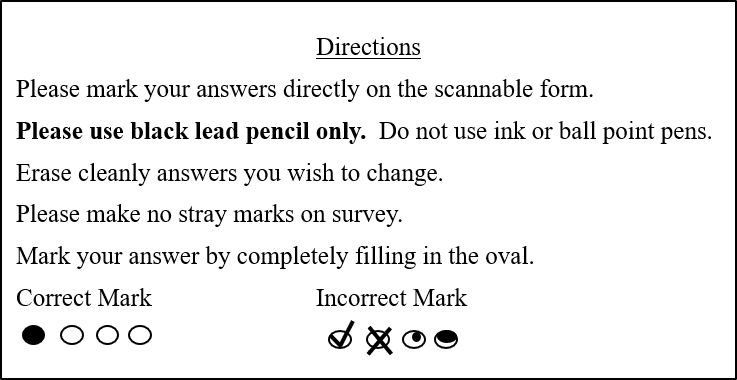 Directions
Please mark your answers directly on the scannable form.
Please use black lead pencil only. Do not use ink or ball point pens.
Erase cleanly answers you wish to change.
Please make no stray marks on survey.
Mark your answer by completely filling in the oval.
Correct Mark Incorrect Mark